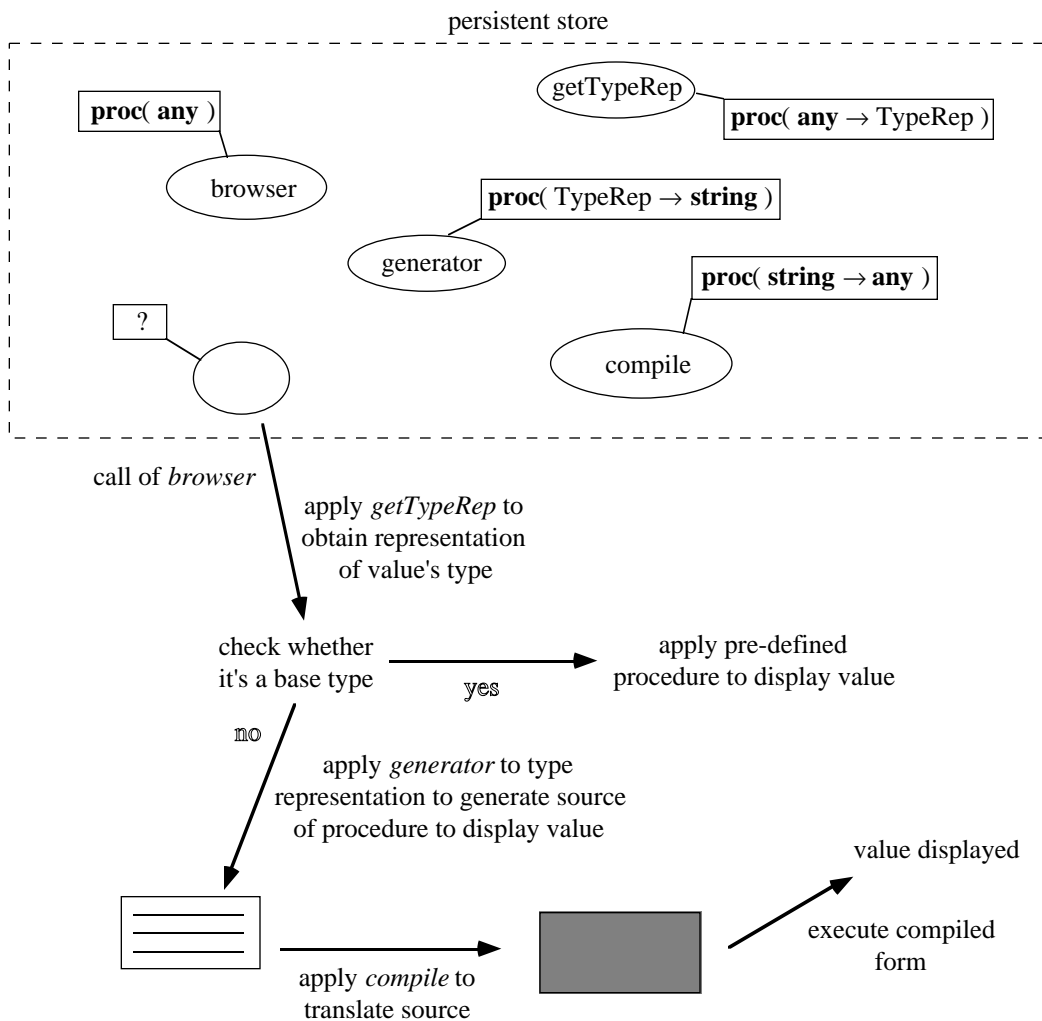 persistent store
getTypeRep
proc( any )
proc( any → TypeRep )
browser
proc( TypeRep → string )
generator
proc( string → any )
?
compile
call of browser
apply getTypeRep to
obtain representation
of value's type
check whether
it's a base type
yes
apply pre-defined
procedure to display value
no
apply generator to type
representation to generate source
of procedure to display value
value displayed
execute compiled
form
apply compile to
translate source